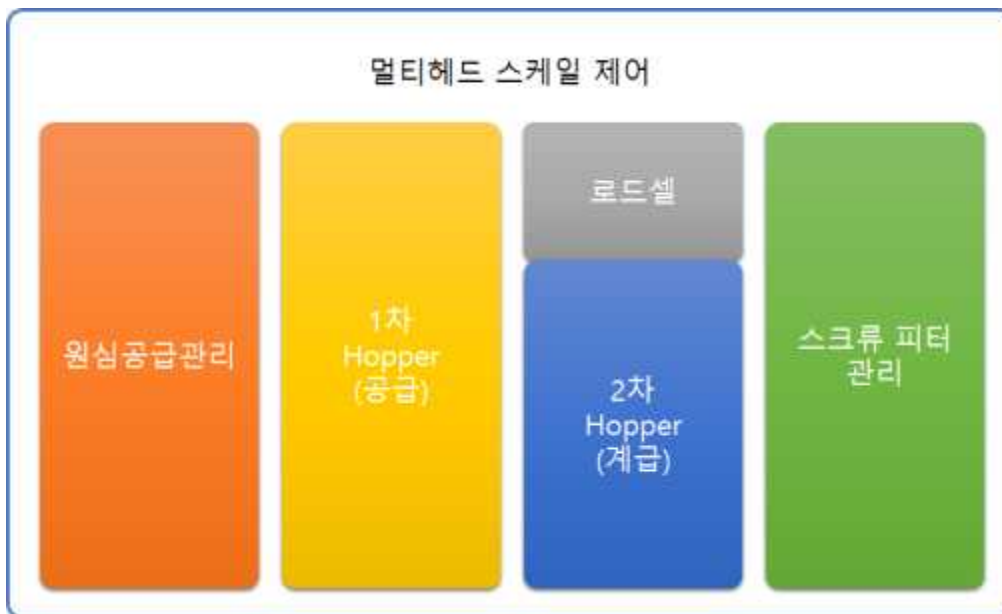 멀티헤드 스케일 제어
원심공급관리
1차
Hopper
(공급)
로드셀
2차
Hopper
(계급)
스크류 피터
관리